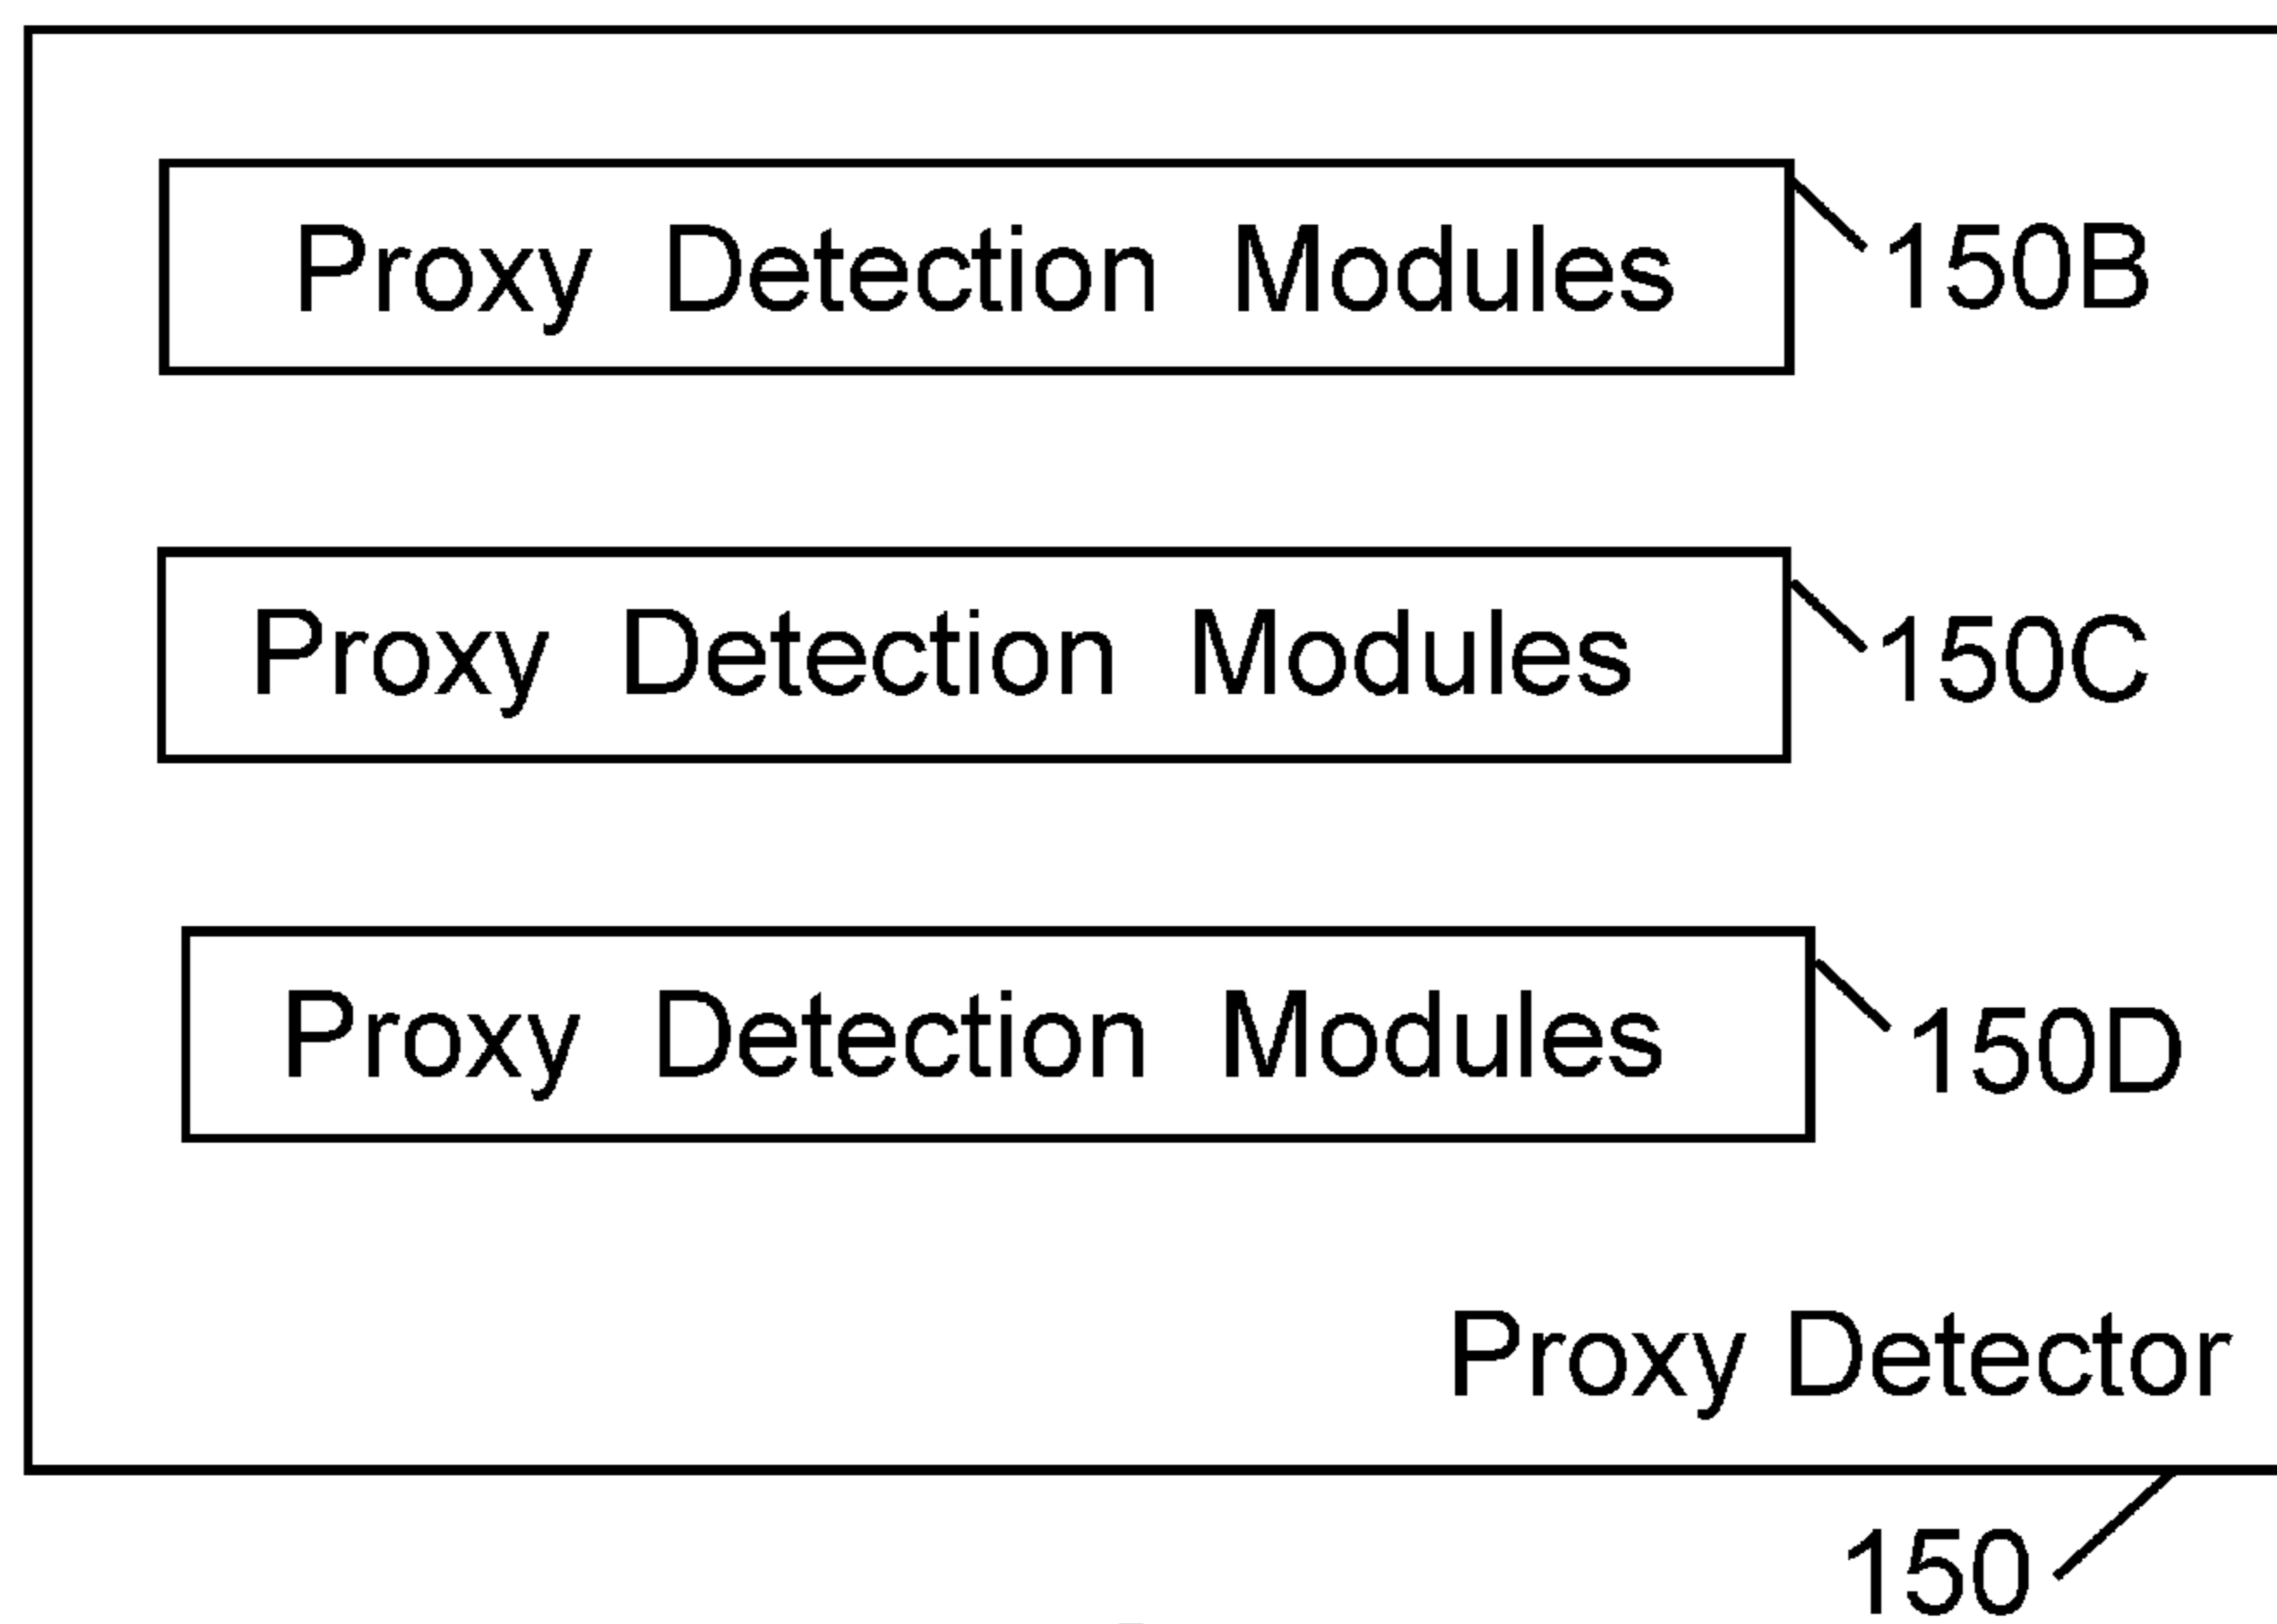 Proxy Detection Modules 150B
Proxy Detection Modules 150C
Proxy Detection Modules 150D
Proxy Detector
150